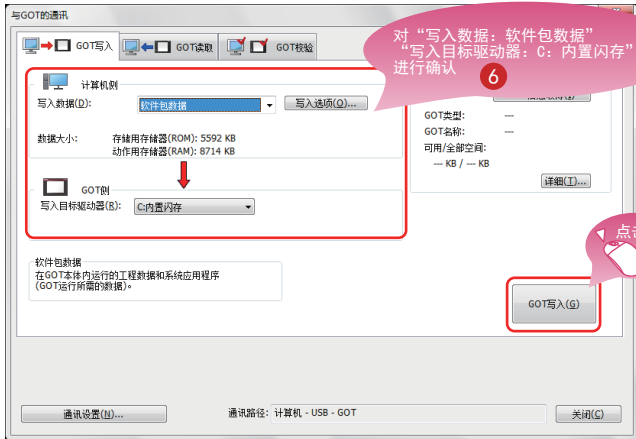 与GOT的通讯
GOT写入 GOT读取 GOT校验
对“写入数据：软件包数据”
“写入目标驱动器：C：内置闪存”
进行确认
6
计算机侧
写入数据(D): 软件包数据 写入选项(O)...
数据大小: 存储用存储器(ROM): 5592 KB
动作用存储器(RAM): 8714 KB
GOT类型: ---
GOT名称: ---
可用/全部空间:
--- KB / --- KB
详细(T)...
GOT侧
写入目标驱动器(R): C:内置闪存
点击
软件包数据
在GOT本体内运行的工程数据和系统应用程序
(GOT运行所需的数据)。
GOT写入(G)
通讯设置(N)... 通讯路径: 计算机 - USB - GOT 关闭(C)